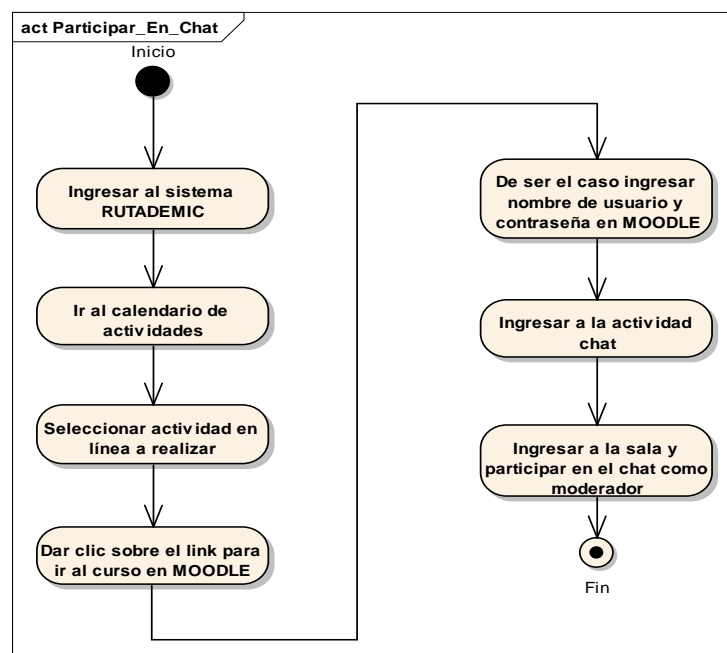 act Participar_En_Chat
Inicio
Ingresar al sistema
RUTADEMIC
Ir al calendario de
actividades
Seleccionar actividad en
línea a realizar
Dar clic sobre el link para
ir al curso en MOODLE
De ser el caso ingresar
nombre de usuario y
contraseña en MOODLE
Ingresar a la actividad
chat
Ingresar a la sala y
participar en el chat como
moderador
Fin